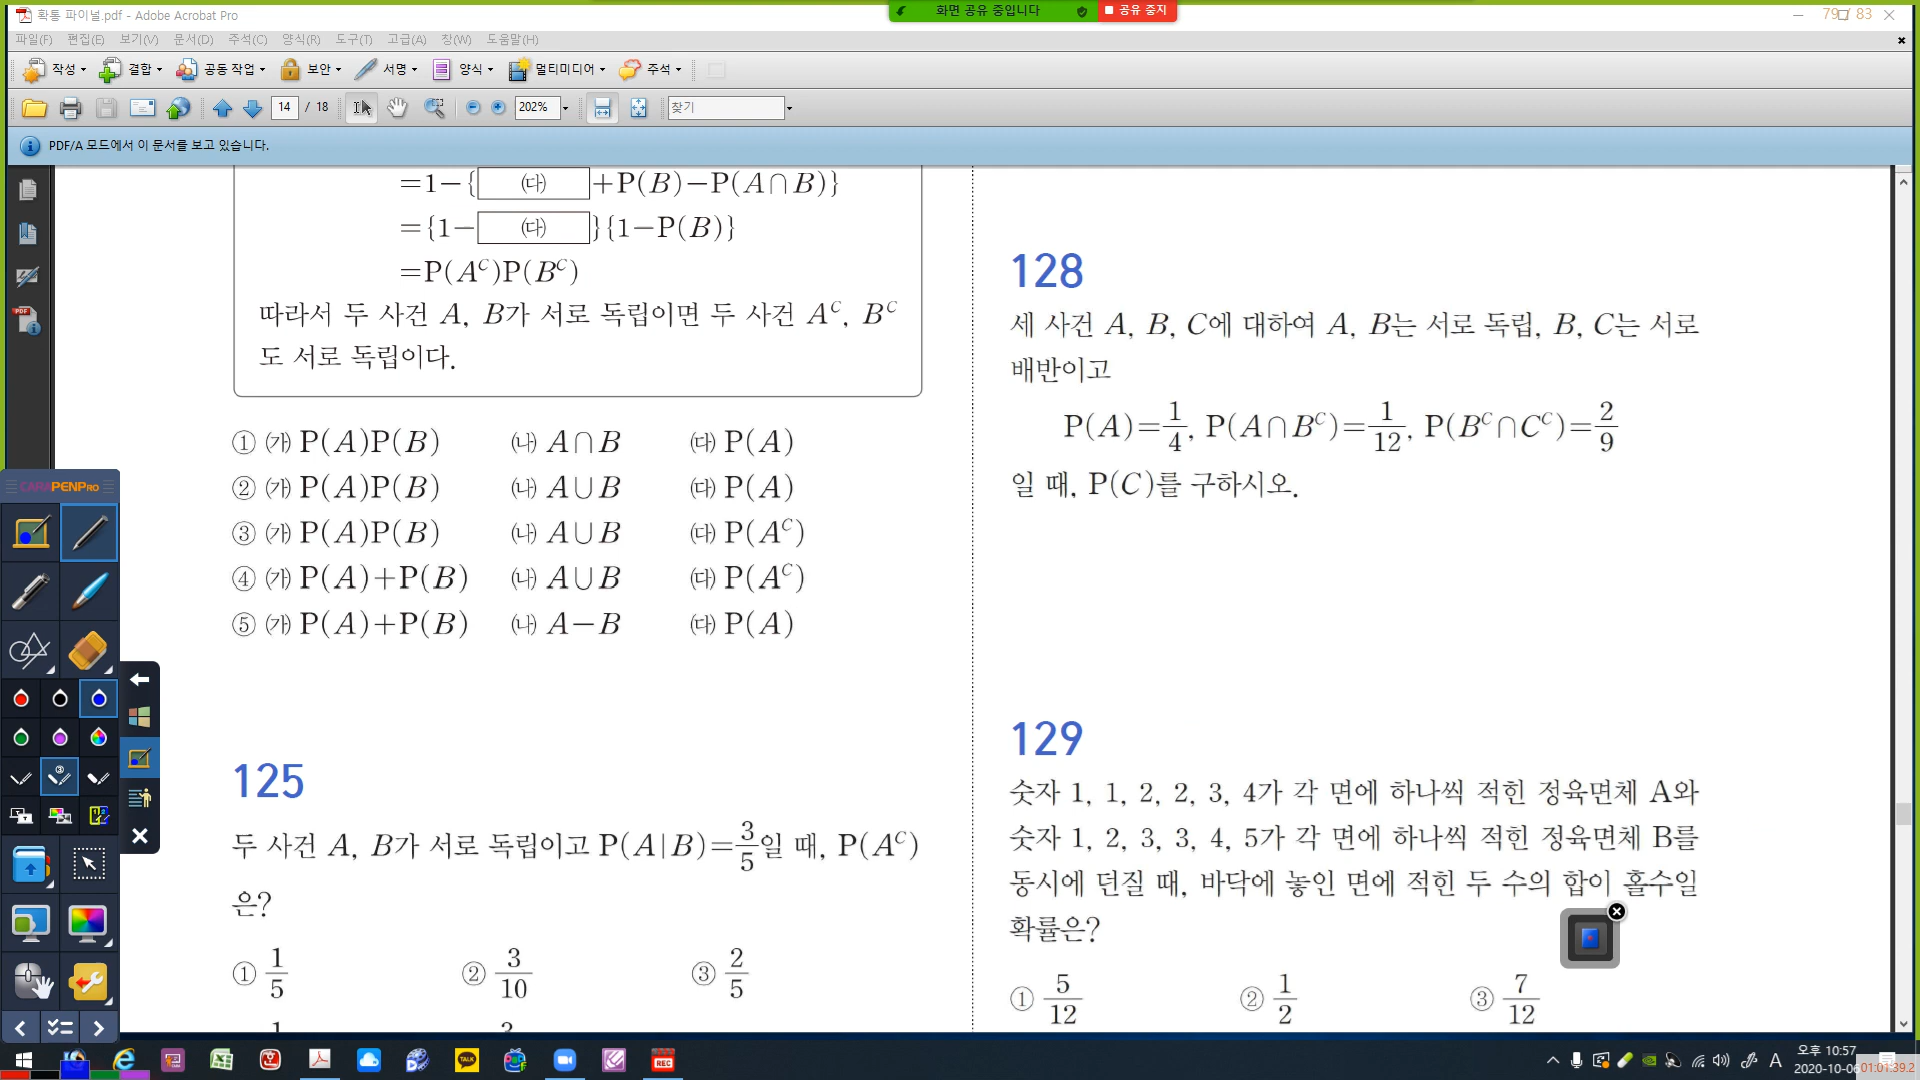 확통 파이널.pdf - Adobe Acrobat Pro
화면 공유 중입니다
공유 중지
79 / 83
파일(F) 편집(E) 보기(V) 문서(D) 주석(C) 양식(R) 도구(T) 고급(A) 창(W) 도움말(H)
작성 결합 공동 작업 보안 서명 양식 멀티미디어 주석
14 / 18 202% 찾기
PDF/A 모드에서 이 문서를 보고 있습니다.
=1-{ (다) +P(B)-P(A∩B)}
={1- (다) }{1-P(B)}
=P(A^C)P(B^C)
따라서 두 사건 A, B가 서로 독립이면 두 사건 A^C, B^C
도 서로 독립이다.
① (가) P(A)P(B) (나) A∩B (다) P(A)
② (가) P(A)P(B) (나) A∪B (다) P(A)
③ (가) P(A)P(B) (나) A∪B (다) P(A^C)
④ (가) P(A)+P(B) (나) A∪B (다) P(A^C)
⑤ (가) P(A)+P(B) (나) A-B (다) P(A)
125
두 사건 A, B가 서로 독립이고 P(A|B)=3/5일 때, P(A^C)
은?
① 1/5 ② 3/10 ③ 2/5
128
세 사건 A, B, C에 대하여 A, B는 서로 독립, B, C는 서로
배반이고
P(A)=1/4, P(A∩B^C)=1/12, P(B^C∩C^C)=2/9
일 때, P(C)를 구하시오.
129
숫자 1, 1, 2, 2, 3, 4가 각 면에 하나씩 적힌 정육면체 A와
숫자 1, 2, 3, 3, 4, 5가 각 면에 하나씩 적힌 정육면체 B를
동시에 던질 때, 바닥에 놓인 면에 적힌 두 수의 합이 홀수일
확률은?
① 5/12 ② 1/2 ③ 7/12
CARAPENPRO
TALK
REC
A
오후 10:57
2020-10-06
01:01:39.2